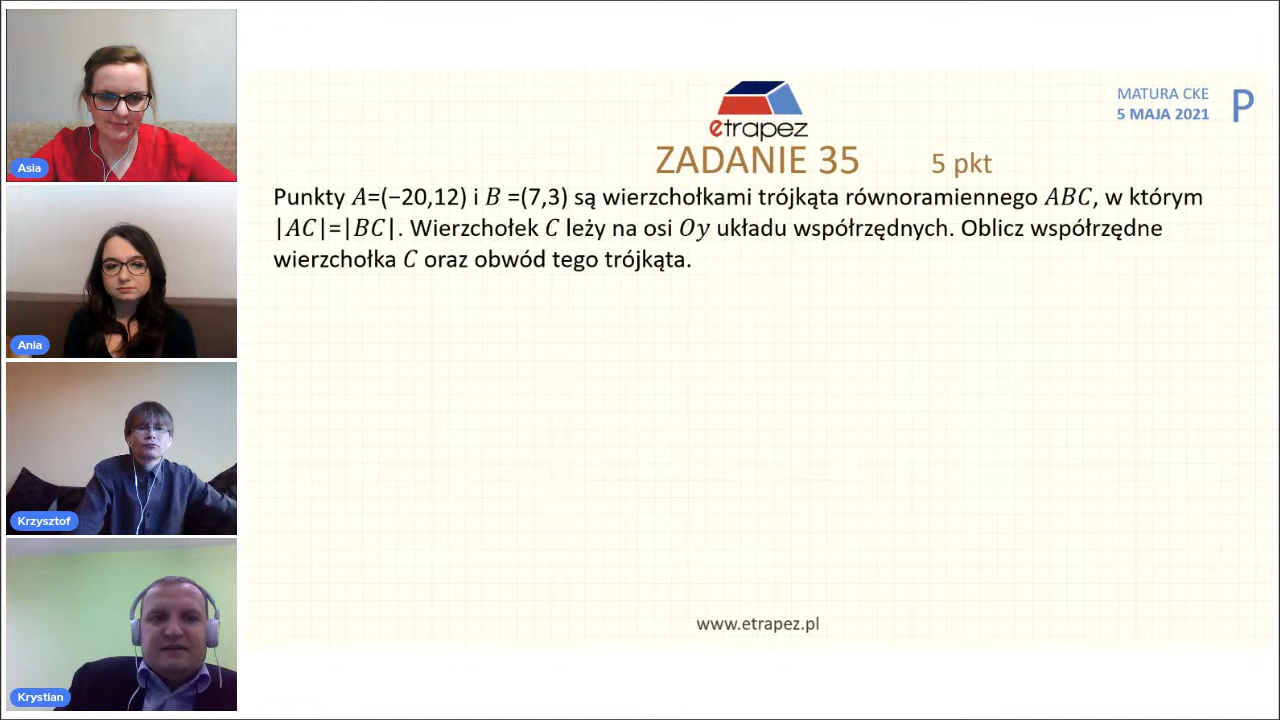 Asia
Ania
Krzysztof
Krystian
etrapez
MATURA CKE
5 MAJA 2021
P
ZADANIE 35 5 pkt
Punkty A=(−20,12) i B =(7,3) są wierzchołkami trójkąta równoramiennego ABC, w którym
|AC|=|BC|. Wierzchołek C leży na osi Oy układu współrzędnych. Oblicz współrzędne
wierzchołka C oraz obwód tego trójkąta.
www.etrapez.pl